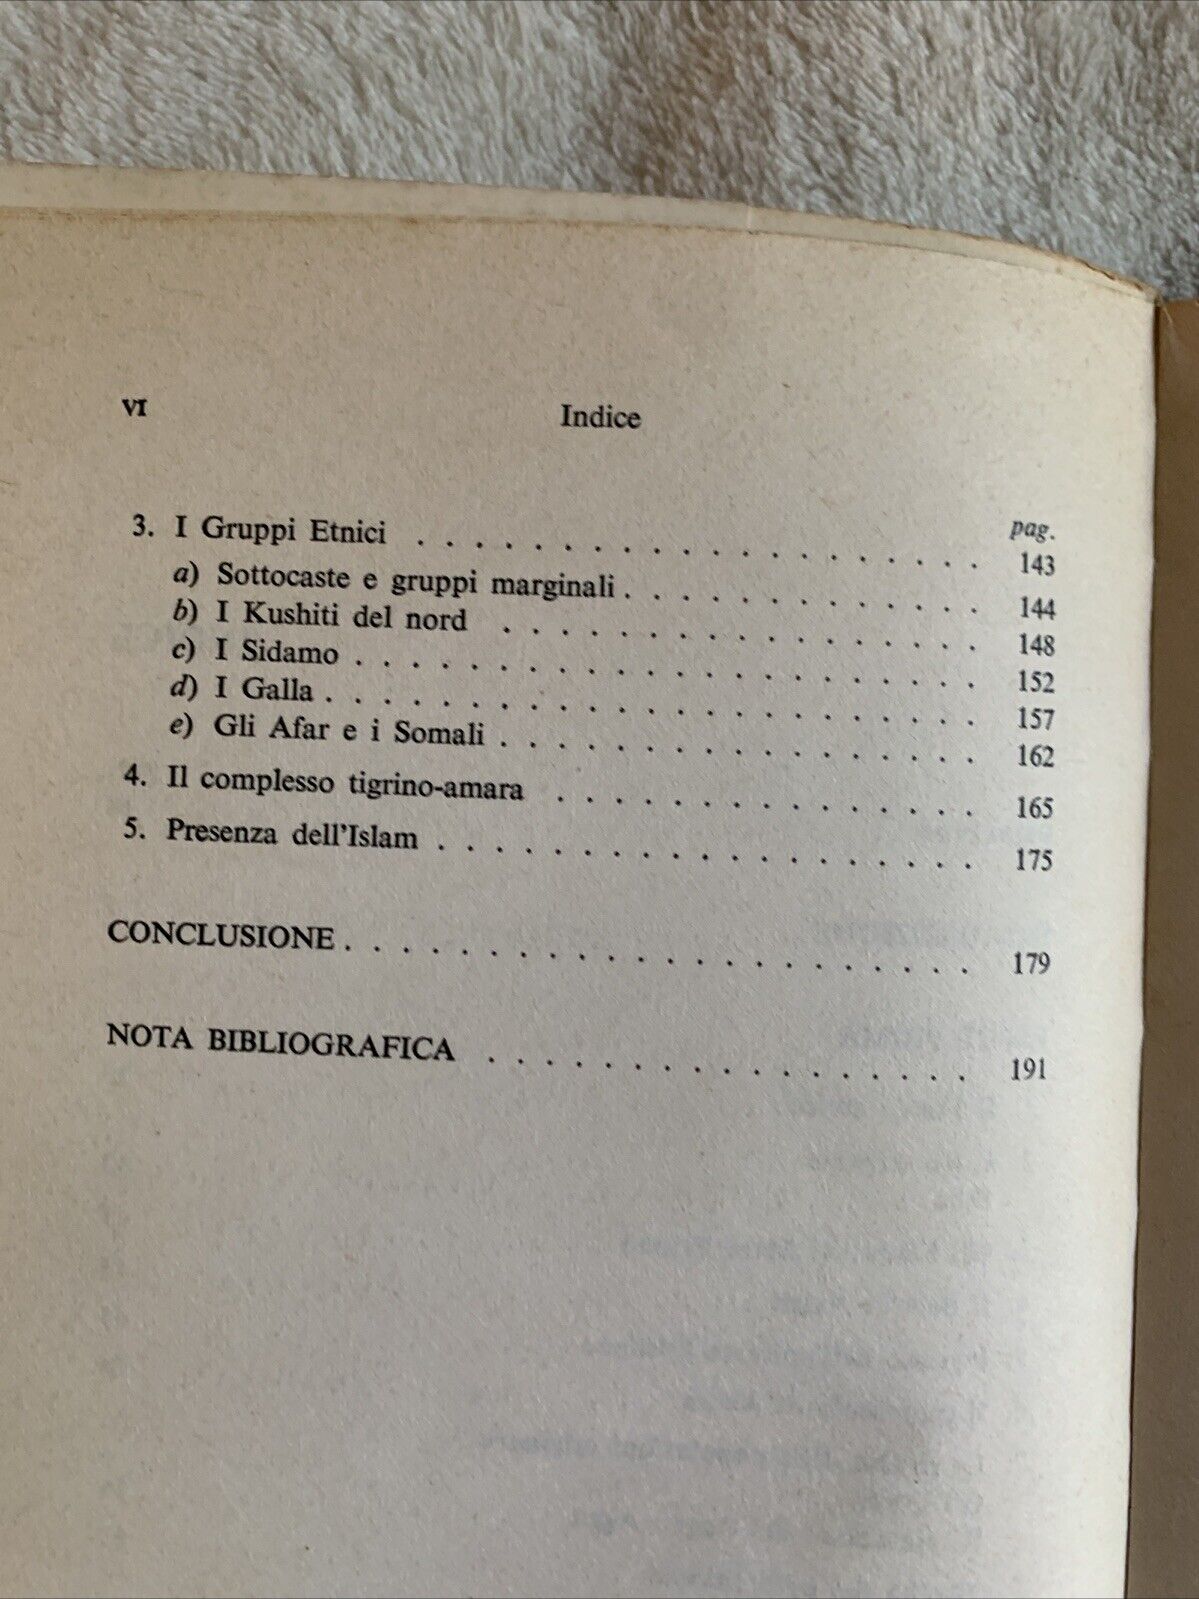 VI Indice
pag.
3. I Gruppi Etnici . . . . . . . . . . . . . . . . . . . . 143
a) Sottocaste e gruppi marginali . . . . . . . . . . . . . 144
b) I Kushiti del nord . . . . . . . . . . . . . . . . . 148
c) I Sidamo . . . . . . . . . . . . . . . . . . . . . . 152
d) I Galla . . . . . . . . . . . . . . . . . . . . . . . 157
e) Gli Afar e i Somali . . . . . . . . . . . . . . . . . 162
4. Il complesso tigrino-amara . . . . . . . . . . . . . . . 165
5. Presenza dell'Islam . . . . . . . . . . . . . . . . . . . 175
CONCLUSIONE . . . . . . . . . . . . . . . . . . . . . . 179
NOTA BIBLIOGRAFICA . . . . . . . . . . . . . . . . . 191